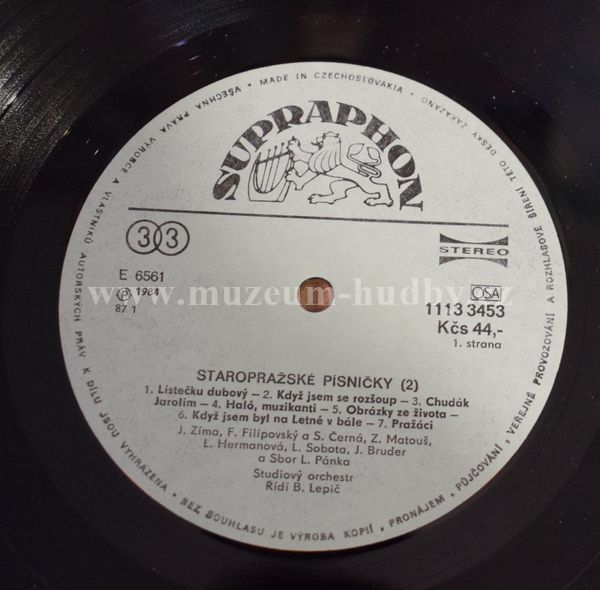 VŠECHNA PRÁVA VÝROBCE A VLASTNÍKŮ AUTORSKÝCH PRÁV K DÍLU JSOU VYHRAZENA • BEZ SOUHLASU JE VÝROBA KOPIÍ • PRONÁJEM • PŮJČOVÁNÍ • VEŘEJNÉ PROVOZOVÁNÍ A ROZHLASOVÉ ŠÍŘENÍ TÉTO DESKY ZAKÁZÁNO • MADE IN CZECHOSLOVAKIA •
SUPRAPHON
33
STEREO
E 6561
℗ 1984
87 1
www.muzeum-hudby.cz
OSA
1113 3453
Kčs 44,-
1. strana
STAROPRAŽSKÉ PÍSNIČKY (2)
1. Lístečku dubový – 2. Když jsem se rozšoup – 3. Chudák
Jarolím – 4. Haló, muzikanti – 5. Obrázky ze života –
6. Když jsem byl na Letné v bále – 7. Pražáci
J. Zíma, F. Filipovský a S. Černá, Z. Matouš,
L. Hermanová, L. Sobota, J. Bruder
a Sbor L. Pánka
Studiový orchestr
Řídí B. Lepič